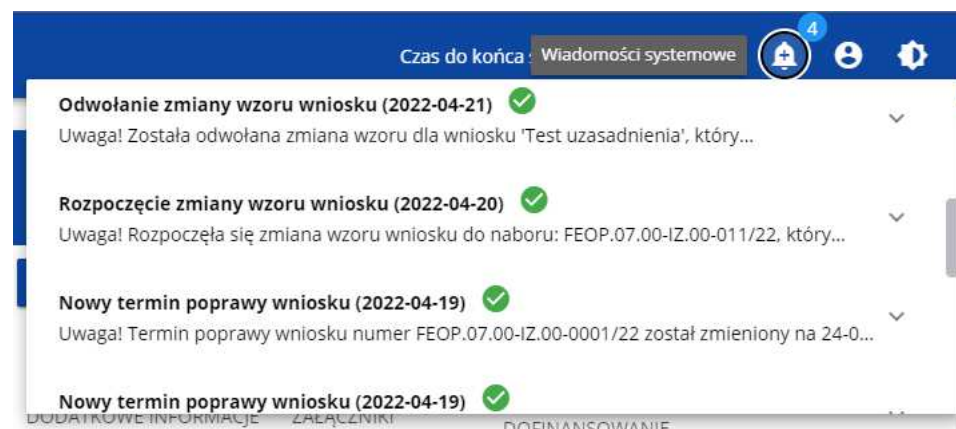 4
Czas do końca
Wiadomości systemowe
Odwołanie zmiany wzoru wniosku (2022-04-21)
Uwaga! Została odwołana zmiana wzoru dla wniosku 'Test uzasadnienia', który...
Rozpoczęcie zmiany wzoru wniosku (2022-04-20)
Uwaga! Rozpoczęła się zmiana wzoru wniosku do naboru: FEOP.07.00-IZ.00-011/22, który...
Nowy termin poprawy wniosku (2022-04-19)
Uwaga! Termin poprawy wniosku numer FEOP.07.00-IZ.00-0001/22 został zmieniony na 24-0...
Nowy termin poprawy wniosku (2022-04-19)
DODATKOWE INFORMACJE ZAŁĄCZNIKI DOFINANSOWANIE